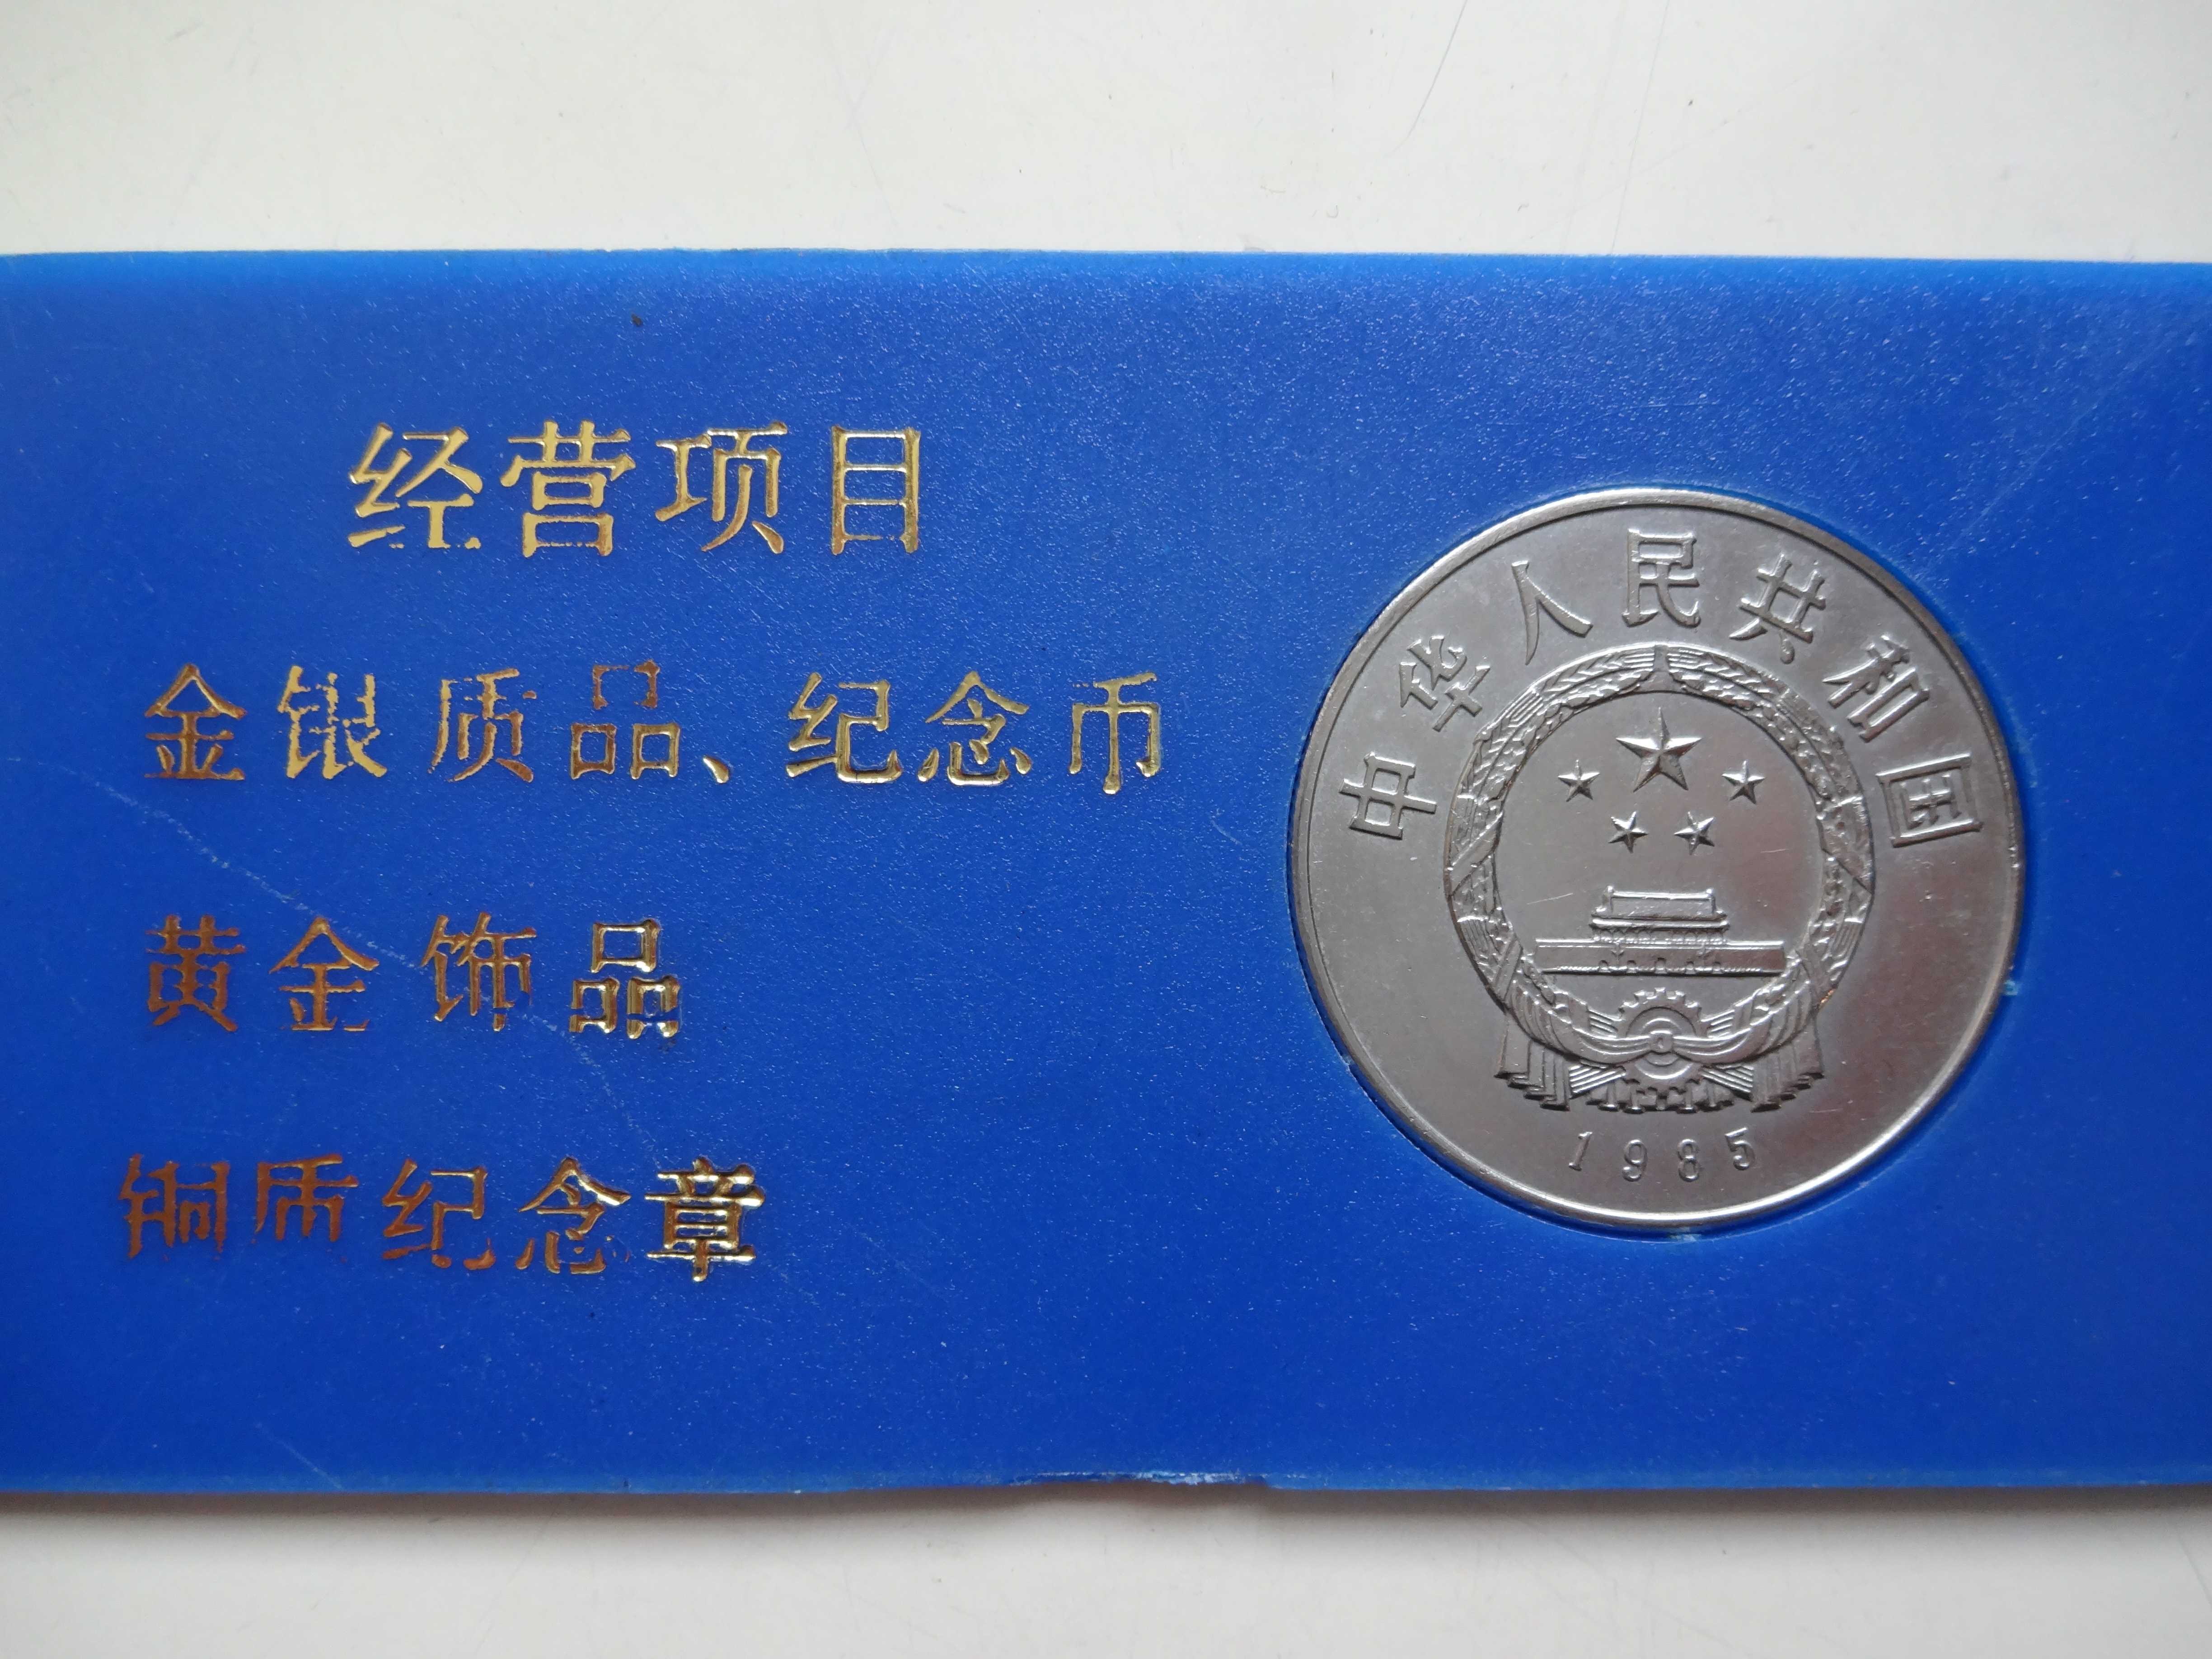 经营项目
金银质品、纪念币
黄金饰品
铜质纪念章
中华人民共和国
1985